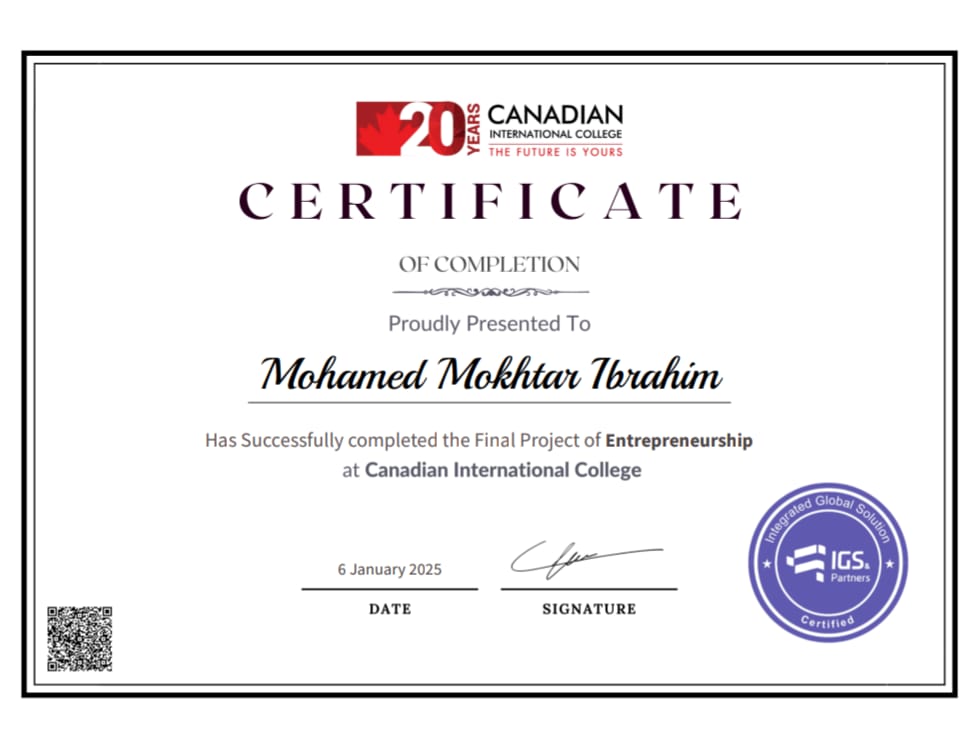 20 YEARS
CANADIAN
INTERNATIONAL COLLEGE
THE FUTURE IS YOURS
CERTIFICATE
OF COMPLETION
Proudly Presented To
Mohamed Mokhtar Ibrahim
Has Successfully completed the Final Project of Entrepreneurship
at Canadian International College
6 January 2025
DATE
SIGNATURE
Integrated Global Solution
IGS &
Partners
Certified